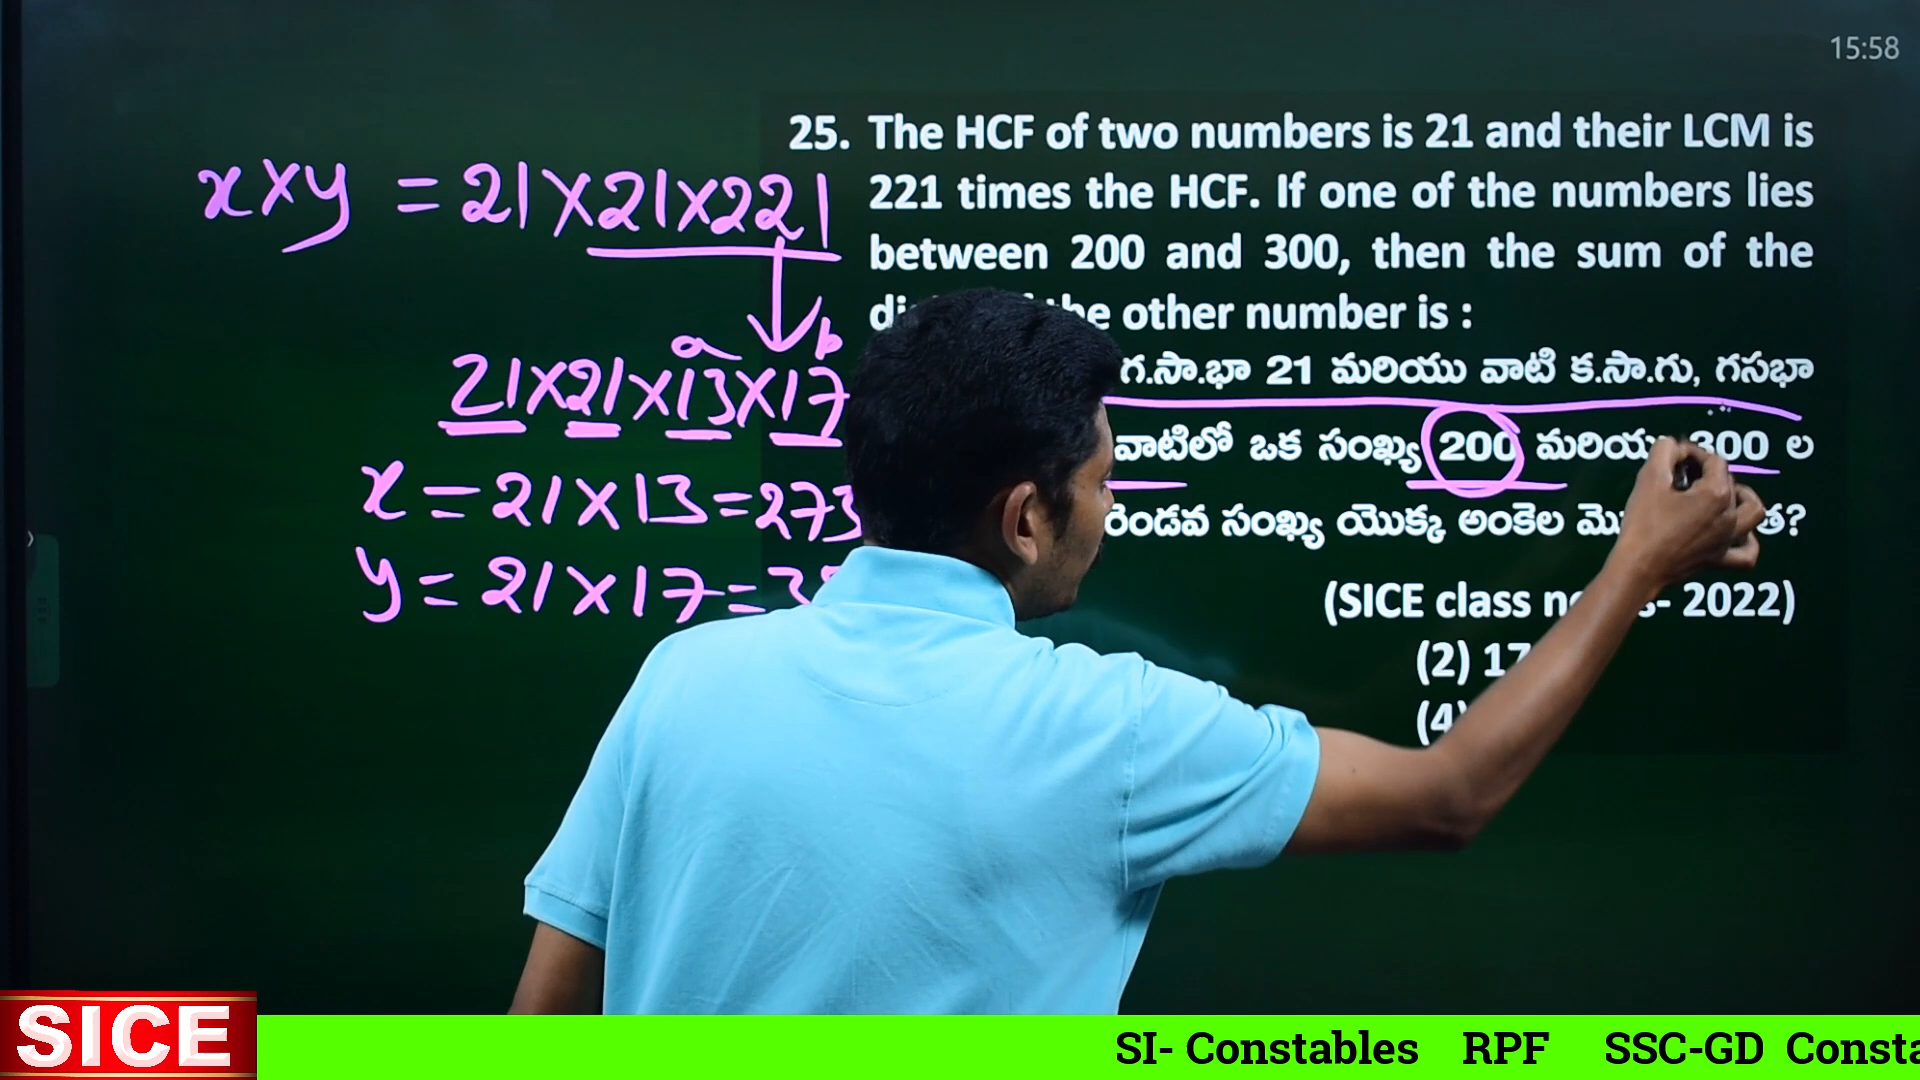 15:58
25. The HCF of two numbers is 21 and their LCM is
221 times the HCF. If one of the numbers lies
between 200 and 300, then the sum of the
other number is :
గ.సా.భా 21 మరియు వాటి క.సా.గు, గసభా
వాటిలో ఒక సంఖ్య 200 300 ల
రెండవ సంఖ్య యొక్క అంకెల
(SICE class 2022)
(2) 17
(4)
x×y = 21×21×221
a b
21×21×13×17
x = 21×13=273
y = 21×17=
SICE
SI- Constables RPF SSC-GD